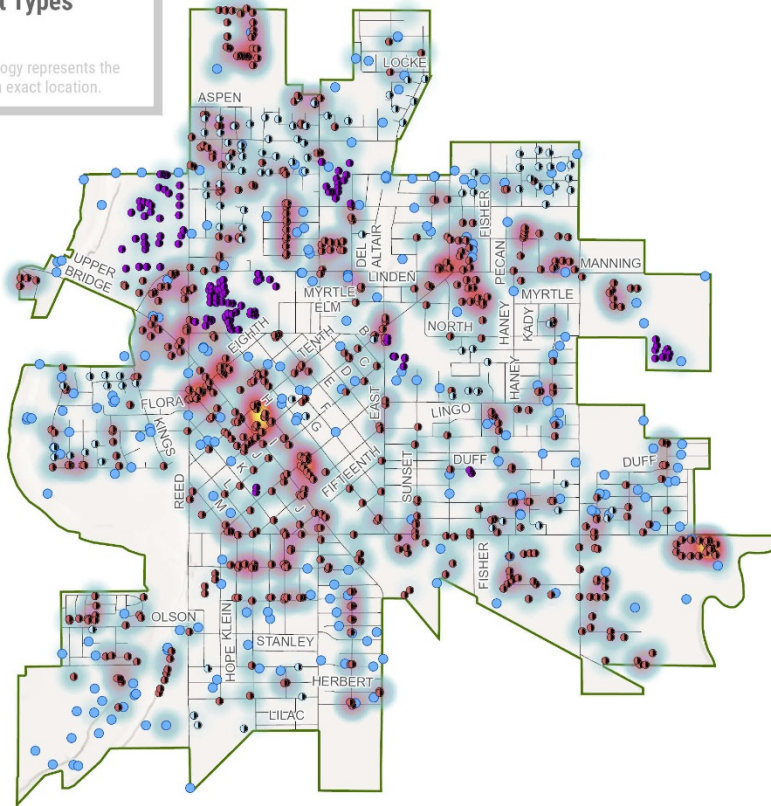 t Types
ogy represents the
n exact location.
LOCKE
ASPEN
FISHER
DEL
ALTAIR
PECAN
UPPER
BRIDGE
LINDEN
MANNING
MYRTLE
ELM
MYRTLE
EIGHTH
TENTH
B
C
D
E
F
G
NORTH
HANEY
KADY
HANEY
FLORA
H
I
J
K
L
M
EAST
LINGO
KINGS
FIFTEENTH
SUNSET
DUFF
DUFF
REED
J
FISHER
OLSON
HOPE
KLEIN
STANLEY
HERBERT
LILAC